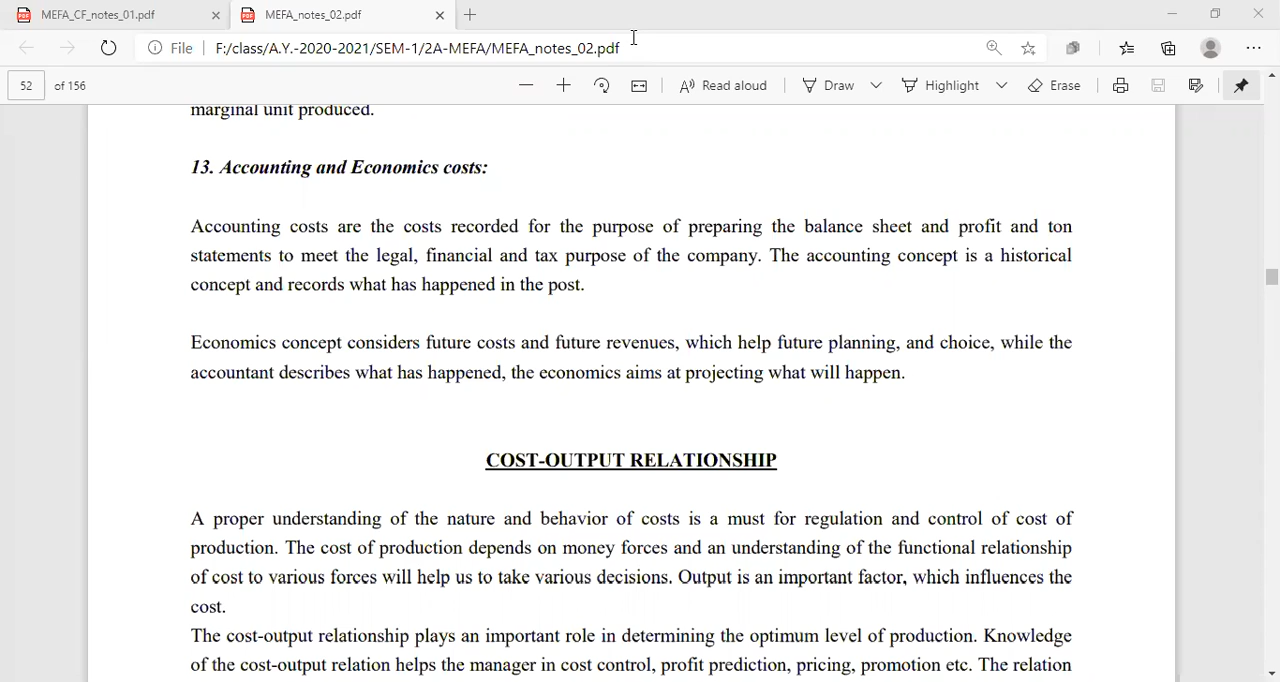 MEFA_CF_notes_01.pdf
MEFA_notes_02.pdf
File
F:/class/A.Y.-2020-2021/SEM-1/2A-MEFA/MEFA_notes_02.pdf
52 of 156
Read aloud
Draw
Highlight
Erase
marginal unit produced.
13. Accounting and Economics costs:
Accounting costs are the costs recorded for the purpose of preparing the balance sheet and profit and ton
statements to meet the legal, financial and tax purpose of the company. The accounting concept is a historical
concept and records what has happened in the post.
Economics concept considers future costs and future revenues, which help future planning, and choice, while the
accountant describes what has happened, the economics aims at projecting what will happen.
COST-OUTPUT RELATIONSHIP
A proper understanding of the nature and behavior of costs is a must for regulation and control of cost of
production. The cost of production depends on money forces and an understanding of the functional relationship
of cost to various forces will help us to take various decisions. Output is an important factor, which influences the
cost.
The cost-output relationship plays an important role in determining the optimum level of production. Knowledge
of the cost-output relation helps the manager in cost control, profit prediction, pricing, promotion etc. The relation